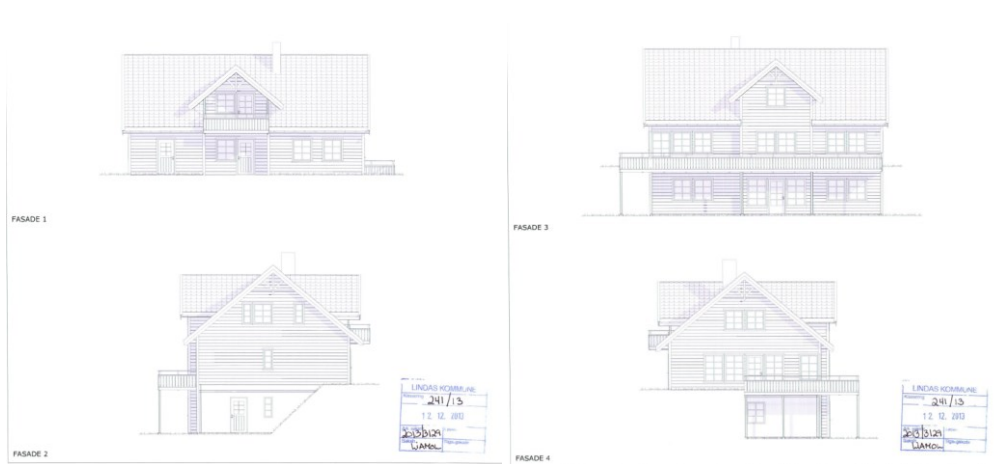 FASADE 1
FASADE 3
FASADE 2
LINDÅS KOMMUNE
241/13
12. 12. 2013
2013/3129
FASADE 4
LINDÅS KOMMUNE
241/13
12. 12. 2013
2013/3129